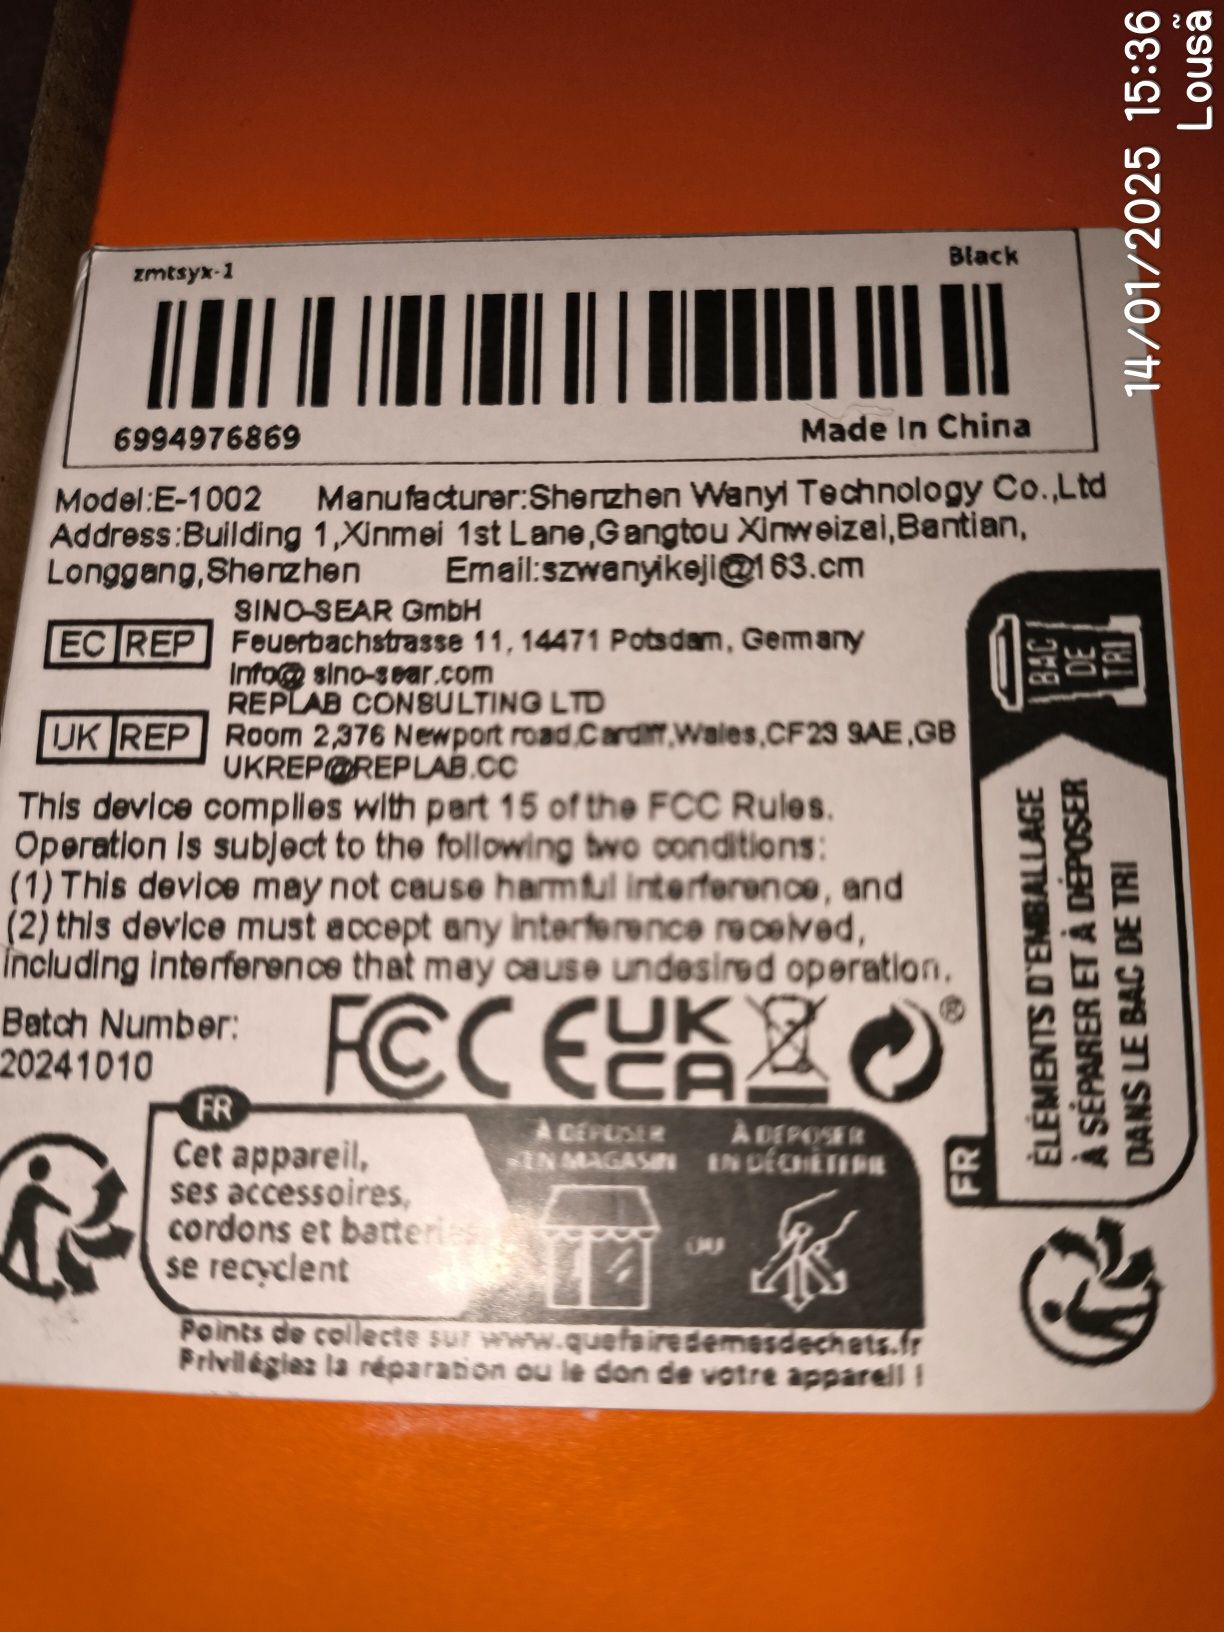 14/01/2025 15:36
Lousã
zmtsyx-1
Black
6994976869
Made In China
Model:E-1002 Manufacturer:Shenzhen Wanyi Technology Co.,Ltd
Address:Building 1,Xinmei 1st Lane,Gangtou Xinweizai,Bantian,
Longgang,Shenzhen Email:szwanyikeji@163.cm
EC REP
SINO-SEAR GmbH
Feuerbachstrasse 11, 14471 Potsdam, Germany
Info@ sino-sear.com
UK REP
REPLAB CONSULTING LTD
Room 2,376 Newport road,Cardiff,Wales,CF23 9AE,GB
UKREP@REPLAB.CC
This device complies with part 15 of the FCC Rules.
Operation is subject to the following two conditions:
(1) This device may not cause harmful interference, and
(2) this device must accept any interference received,
including interference that may cause undesired operation.
Batch Number:
20241010
FCC CE UK
CA
®
FR
Cet appareil,
ses accessoires,
cordons et batteries
se recyclent
À DÉPOSER
EN MAGASIN
OU
À DÉPOSER
EN DÉCHÈTERIE
Points de collecte sur www.quefairedemesdechets.fr
Privilégiez la réparation ou le don de votre appareil !
BAC
DE
TRI
ÉLÉMENTS D'EMBALLAGE
À SÉPARER ET À DÉPOSER
DANS LE BAC DE TRI
FR